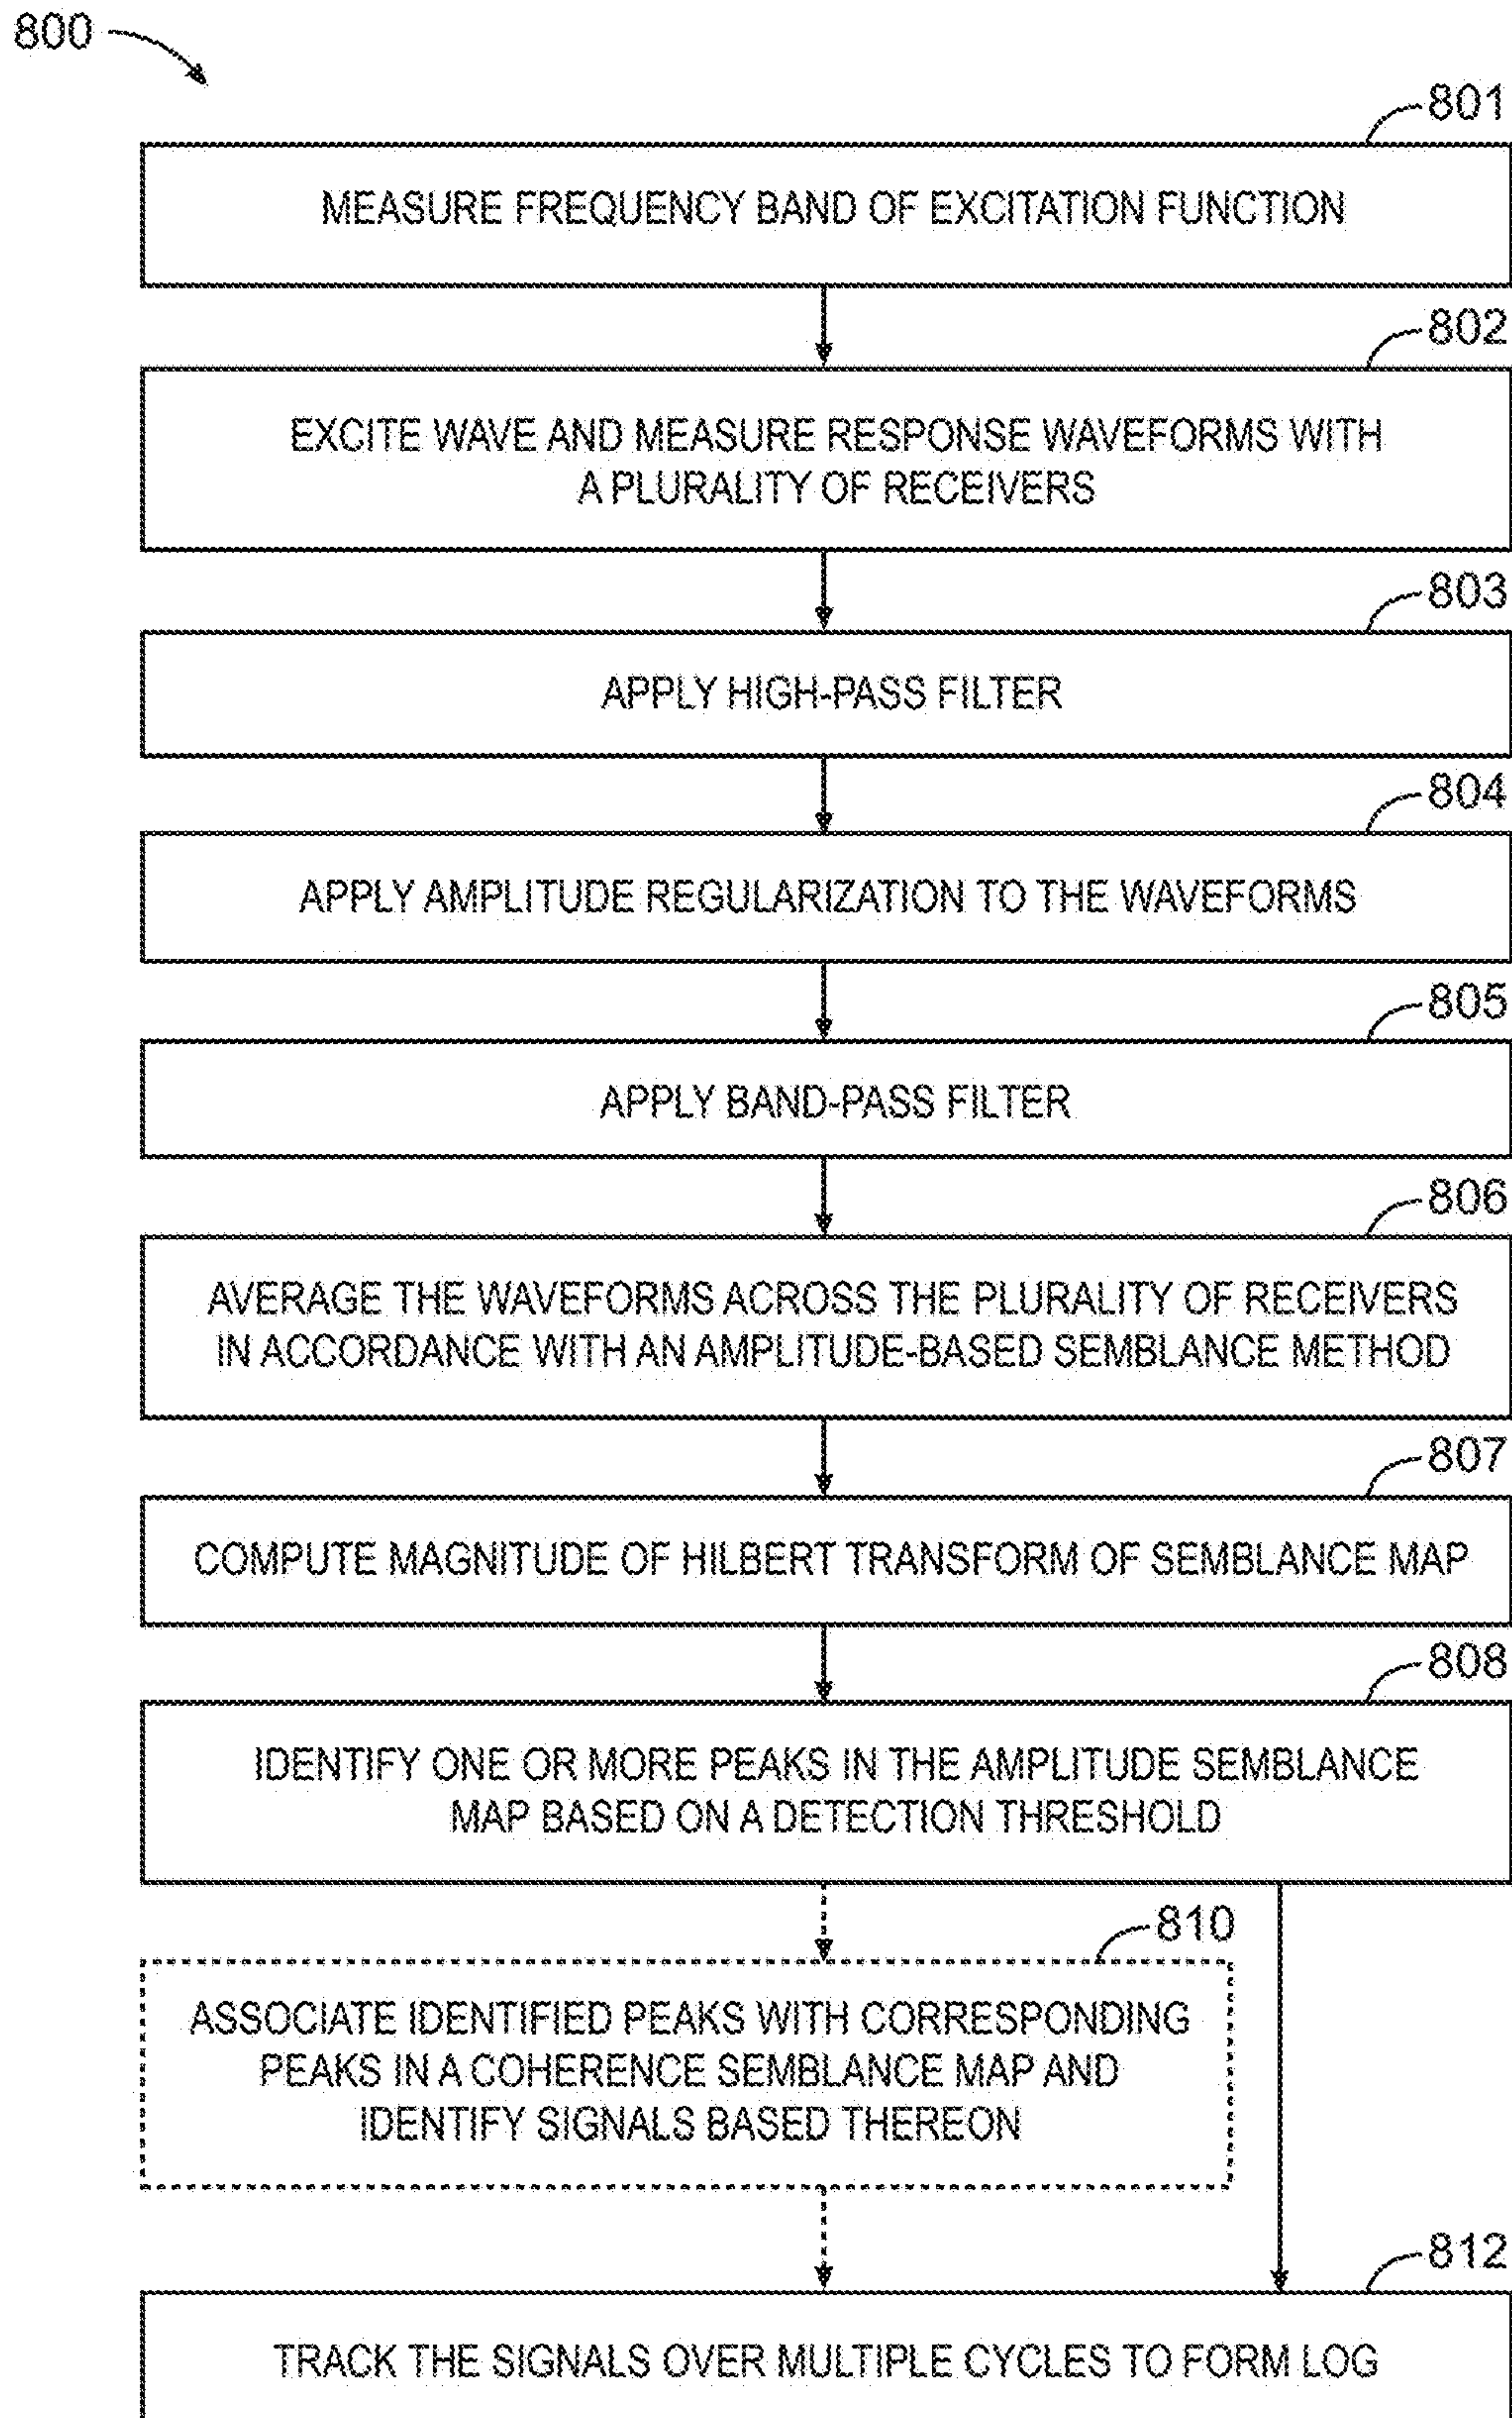 800
801
MEASURE FREQUENCY BAND OF EXCITATION FUNCTION
802
EXCITE WAVE AND MEASURE RESPONSE WAVEFORMS WITH
A PLURALITY OF RECEIVERS
803
APPLY HIGH-PASS FILTER
804
APPLY AMPLITUDE REGULARIZATION TO THE WAVEFORMS
805
APPLY BAND-PASS FILTER
806
AVERAGE THE WAVEFORMS ACROSS THE PLURALITY OF RECEIVERS
IN ACCORDANCE WITH AN AMPLITUDE-BASED SEMBLANCE METHOD
807
COMPUTE MAGNITUDE OF HILBERT TRANSFORM OF SEMBLANCE MAP
808
IDENTIFY ONE OR MORE PEAKS IN THE AMPLITUDE SEMBLANCE
MAP BASED ON A DETECTION THRESHOLD
810
ASSOCIATE IDENTIFIED PEAKS WITH CORRESPONDING
PEAKS IN A COHERENCE SEMBLANCE MAP AND
IDENTIFY SIGNALS BASED THEREON
812
TRACK THE SIGNALS OVER MULTIPLE CYCLES TO FORM LOG